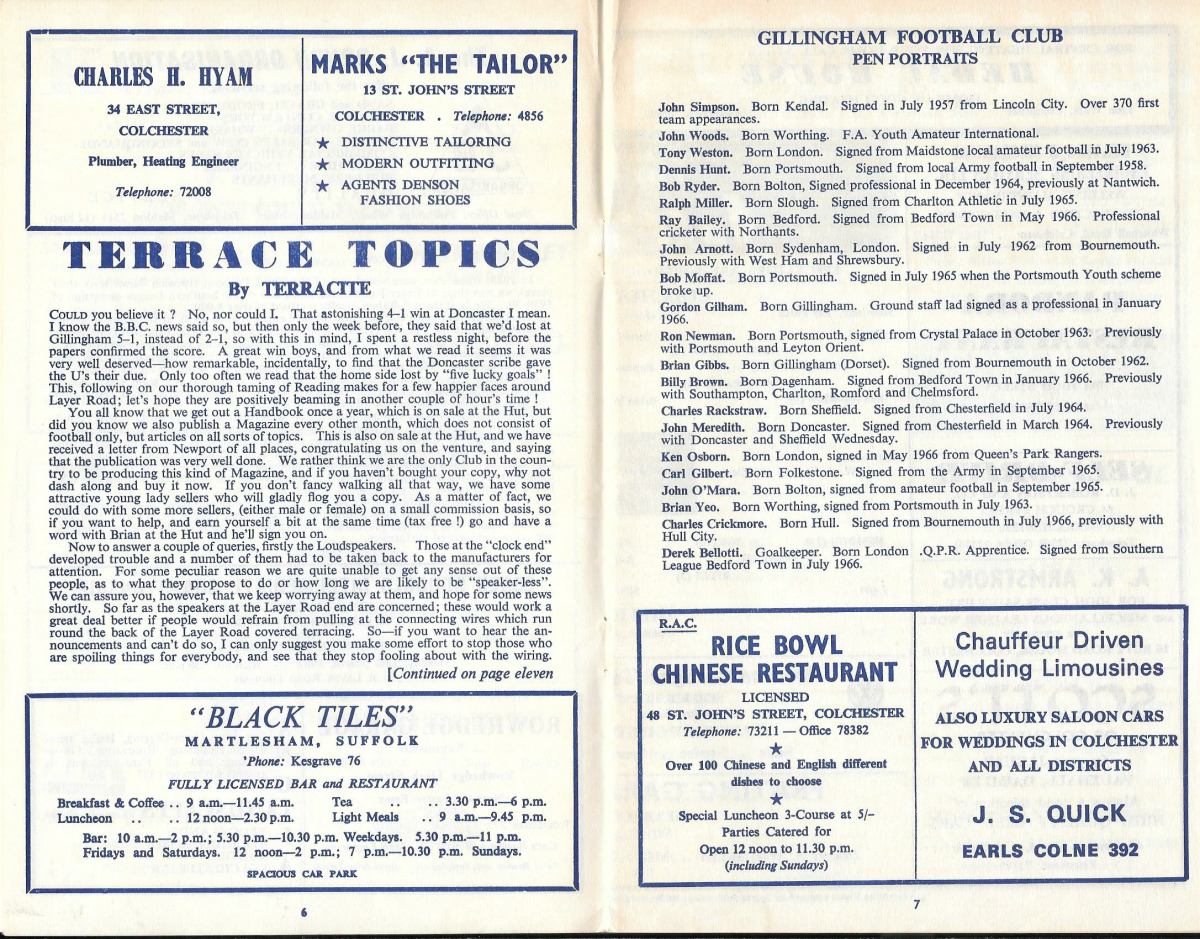 CHARLES H. HYAM
34 EAST STREET,
COLCHESTER
Plumber, Heating Engineer
Telephone: 72008
MARKS "THE TAILOR"
13 ST. JOHN'S STREET
COLCHESTER . Telephone: 4856
★ DISTINCTIVE TAILORING
★ MODERN OUTFITTING
★ AGENTS DENSON
FASHION SHOES
TERRACE TOPICS
By TERRACITE
COULD you believe it ? No, nor could I. That astonishing 4–1 win at Doncaster I mean.
I know the B.B.C. news said so, but then only the week before, they said that we'd lost at
Gillingham 5–1, instead of 2–1, so with this in mind, I spent a restless night, before the
papers confirmed the score. A great win boys, and from what we read it seems it was
very well deserved—how remarkable, incidentally, to find that the Doncaster scribe gave
the U's their due. Only too often we read that the home side lost by "five lucky goals" !
This, following on our thorough taming of Reading makes for a few happier faces around
Layer Road; let's hope they are positively beaming in another couple of hour's time !
You all know that we get out a Handbook once a year, which is on sale at the Hut, but
did you know we also publish a Magazine every other month, which does not consist of
football only, but articles on all sorts of topics. This is also on sale at the Hut, and we have
received a letter from Newport of all places, congratulating us on the venture, and saying
that the publication was very well done. We rather think we are the only Club in the coun-
try to be producing this kind of Magazine, and if you haven't bought your copy, why not
dash along and buy it now. If you don't fancy walking all that way, we have some
attractive young lady sellers who will gladly flog you a copy. As a matter of fact, we
could do with some more sellers, (either male or female) on a small commission basis, so
if you want to help, and earn yourself a bit at the same time (tax free !) go and have a
word with Brian at the Hut and he'll sign you on.
Now to answer a couple of queries, firstly the Loudspeakers. Those at the "clock end"
developed trouble and a number of them had to be taken back to the manufacturers for
attention. For some peculiar reason we are quite unable to get any sense out of these
people, as to what they propose to do or how long we are likely to be "speaker-less".
We can assure you, however, that we keep worrying away at them, and hope for some news
shortly. So far as the speakers at the Layer Road end are concerned; these would work a
great deal better if people would refrain from pulling at the connecting wires which run
round the back of the Layer Road covered terracing. So—if you want to hear the an-
nouncements and can't do so, I can only suggest you make some effort to stop those who
are spoiling things for everybody, and see that they stop fooling about with the wiring.
[Continued on page eleven
"BLACK TILES"
MARTLESHAM, SUFFOLK
'Phone: Kesgrave 76
FULLY LICENSED BAR and RESTAURANT
Breakfast & Coffee .. 9 a.m.—11.45 a.m. Tea .. .. 3.30 p.m.—6 p.m.
Luncheon .. .. 12 noon—2.30 p.m. Light Meals .. 9 a.m.—9.45 p.m.
Bar: 10 a.m.—2 p.m.; 5.30 p.m.—10.30 p.m. Weekdays. 5.30 p.m.—11 p.m.
Fridays and Saturdays. 12 noon—2 p.m.; 7 p.m.—10.30 p.m. Sundays.
SPACIOUS CAR PARK
6
GILLINGHAM FOOTBALL CLUB
PEN PORTRAITS
John Simpson. Born Kendal. Signed in July 1957 from Lincoln City. Over 370 first
team appearances.
John Woods. Born Worthing. F.A. Youth Amateur International.
Tony Weston. Born London. Signed from Maidstone local amateur football in July 1963.
Dennis Hunt. Born Portsmouth. Signed from local Army football in September 1958.
Bob Ryder. Born Bolton, Signed professional in December 1964, previously at Nantwich.
Ralph Miller. Born Slough. Signed from Charlton Athletic in July 1965.
Ray Bailey. Born Bedford. Signed from Bedford Town in May 1966. Professional
cricketer with Northants.
John Arnott. Born Sydenham, London. Signed in July 1962 from Bournemouth.
Previously with West Ham and Shrewsbury.
Bob Moffat. Born Portsmouth. Signed in July 1965 when the Portsmouth Youth scheme
broke up.
Gordon Gilham. Born Gillingham. Ground staff lad signed as a professional in January
1966.
Ron Newman. Born Portsmouth, signed from Crystal Palace in October 1963. Previously
with Portsmouth and Leyton Orient.
Brian Gibbs. Born Gillingham (Dorset). Signed from Bournemouth in October 1962.
Billy Brown. Born Dagenham. Signed from Bedford Town in January 1966. Previously
with Southampton, Charlton, Romford and Chelmsford.
Charles Rackstraw. Born Sheffield. Signed from Chesterfield in July 1964.
John Meredith. Born Doncaster. Signed from Chesterfield in March 1964. Previously
with Doncaster and Sheffield Wednesday.
Ken Osborn. Born London, signed in May 1966 from Queen's Park Rangers.
Carl Gilbert. Born Folkestone. Signed from the Army in September 1965.
John O'Mara. Born Bolton, signed from amateur football in September 1965.
Brian Yeo. Born Worthing, signed from Portsmouth in July 1963.
Charles Crickmore. Born Hull. Signed from Bournemouth in July 1966, previously with
Hull City.
Derek Bellotti. Goalkeeper. Born London .Q.P.R. Apprentice. Signed from Southern
League Bedford Town in July 1966.
R.A.C.
RICE BOWL
CHINESE RESTAURANT
LICENSED
48 ST. JOHN'S STREET, COLCHESTER
Telephone: 73211 — Office 78382
★
Over 100 Chinese and English different
dishes to choose
★
Special Luncheon 3-Course at 5/-
Parties Catered for
Open 12 noon to 11.30 p.m.
(including Sundays)
Chauffeur Driven
Wedding Limousines
ALSO LUXURY SALOON CARS
FOR WEDDINGS IN COLCHESTER
AND ALL DISTRICTS
J. S. QUICK
EARLS COLNE 392
7